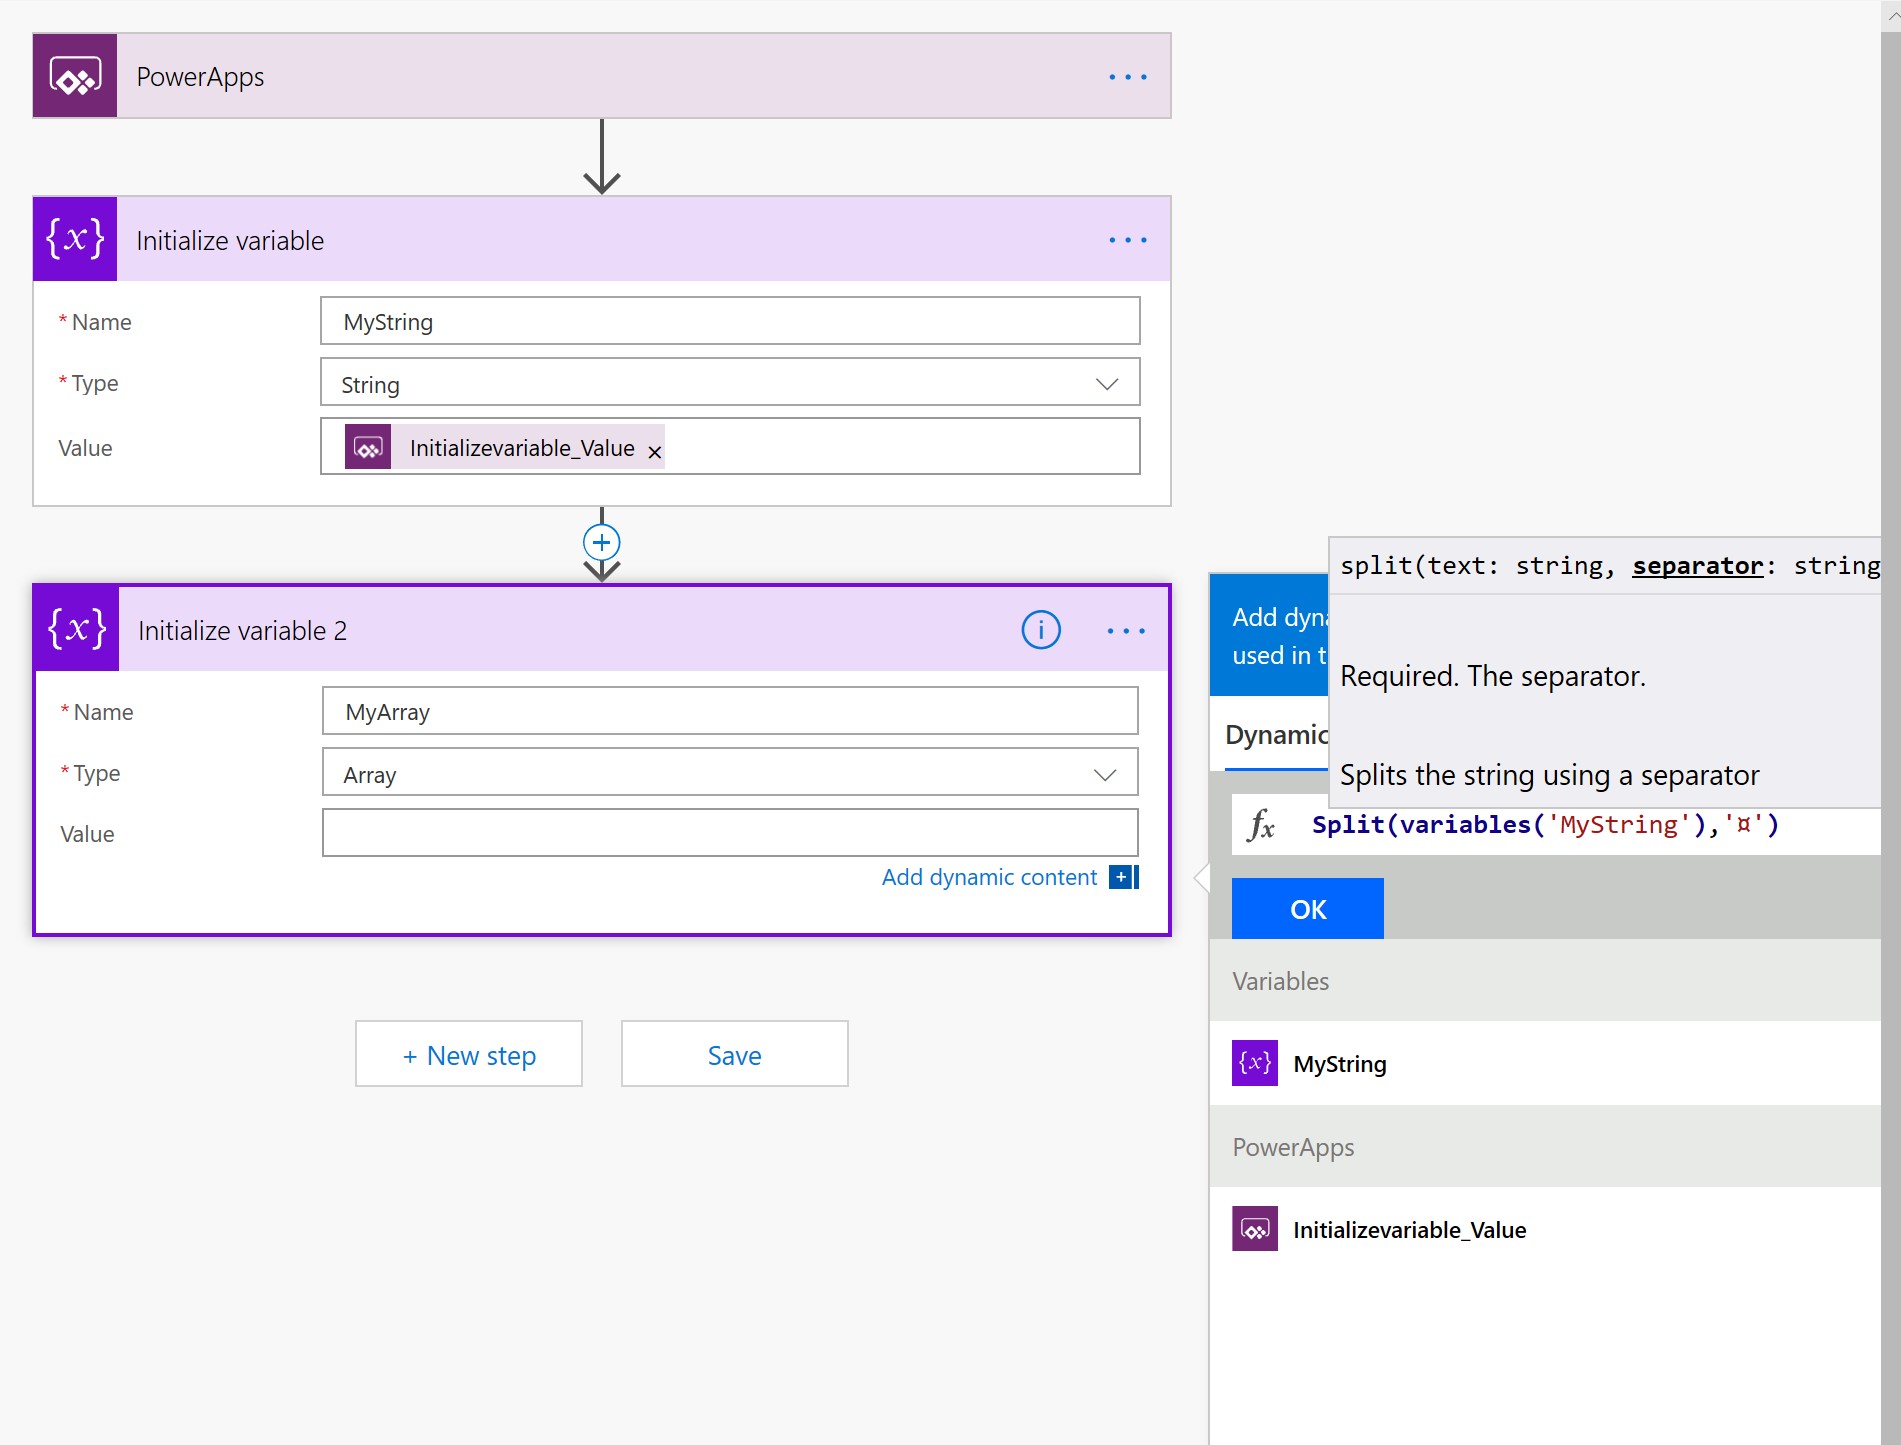 PowerApps
Initialize variable
* Name
MyString
* Type
String
Value
Initializevariable_Value ×
Initialize variable 2
* Name
MyArray
* Type
Array
Value
Add dynamic content
+ New step
Save
split(text: string, separator: string
Required. The separator.
Splits the string using a separator
Add dyn
used in t
Dynamic
fx Split(variables('MyString'),'¤')
OK
Variables
{x} MyString
PowerApps
Initializevariable_Value